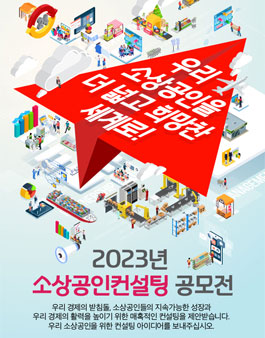 우리
소상공인을
더 넓고 희망찬
세계로!
2023년
소상공인컨설팅 공모전
우리 경제의 받침돌, 소상공인들의 지속가능한 성장과
우리 경제의 활력을 높이기 위한 매혹적인 컨설팅을 제안받습니다.
우리 소상공인을 위한 컨설팅 아이디어를 보내주십시오.